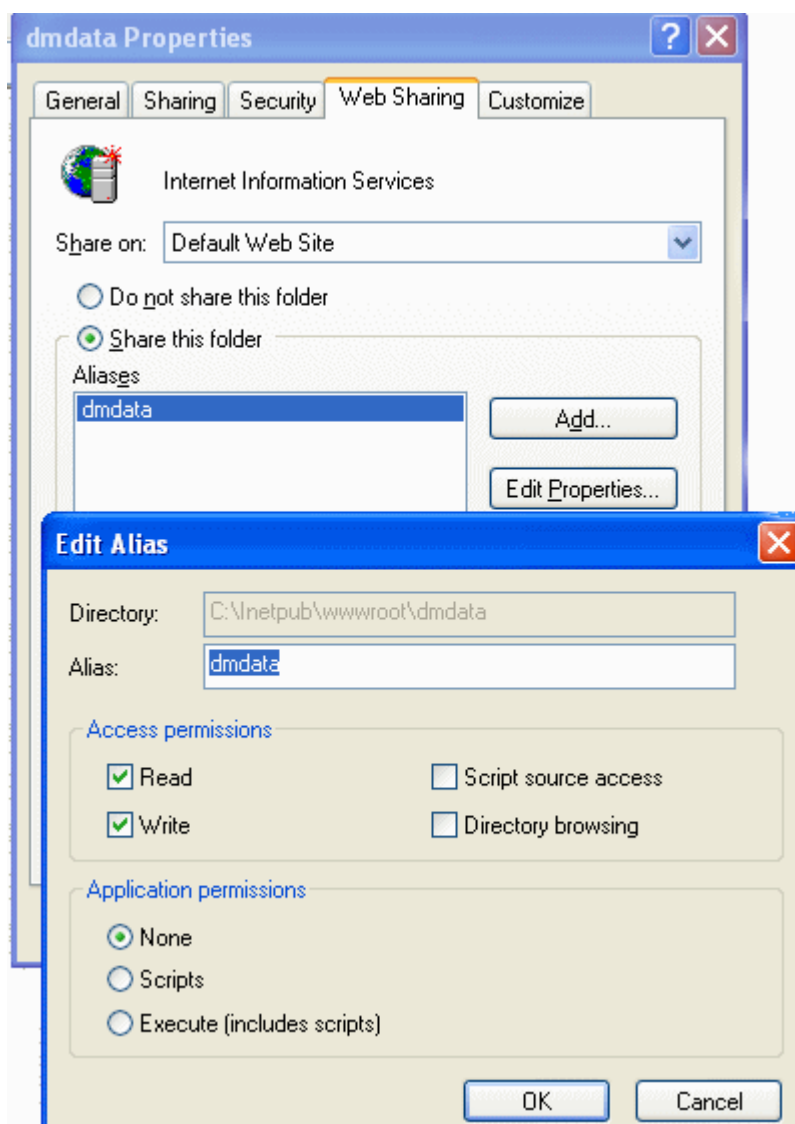 dmdata Properties
General Sharing Security Web Sharing Customize
Internet Information Services
Share on: Default Web Site
Do not share this folder
Share this folder
Aliases
dmdata
Add...
Edit Properties...
Edit Alias
Directory: C:\Inetpub\wwwroot\dmdata
Alias: dmdata
Access permissions
Read Script source access
Write Directory browsing
Application permissions
None
Scripts
Execute (includes scripts)
OK Cancel